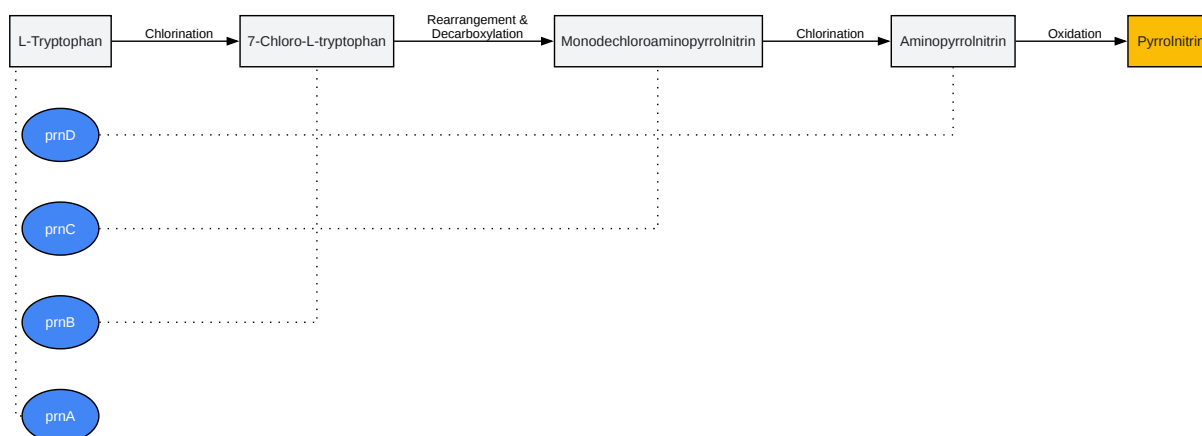 L-Tryptophan
Chlorination
7-Chloro-L-tryptophan
Rearrangement &
Decarboxylation
Monodechloroaminopyrrolnitrin
Chlorination
Aminopyrrolnitrin
Oxidation
Pyrrolnitrin
prnD
prnC
prnB
prnA